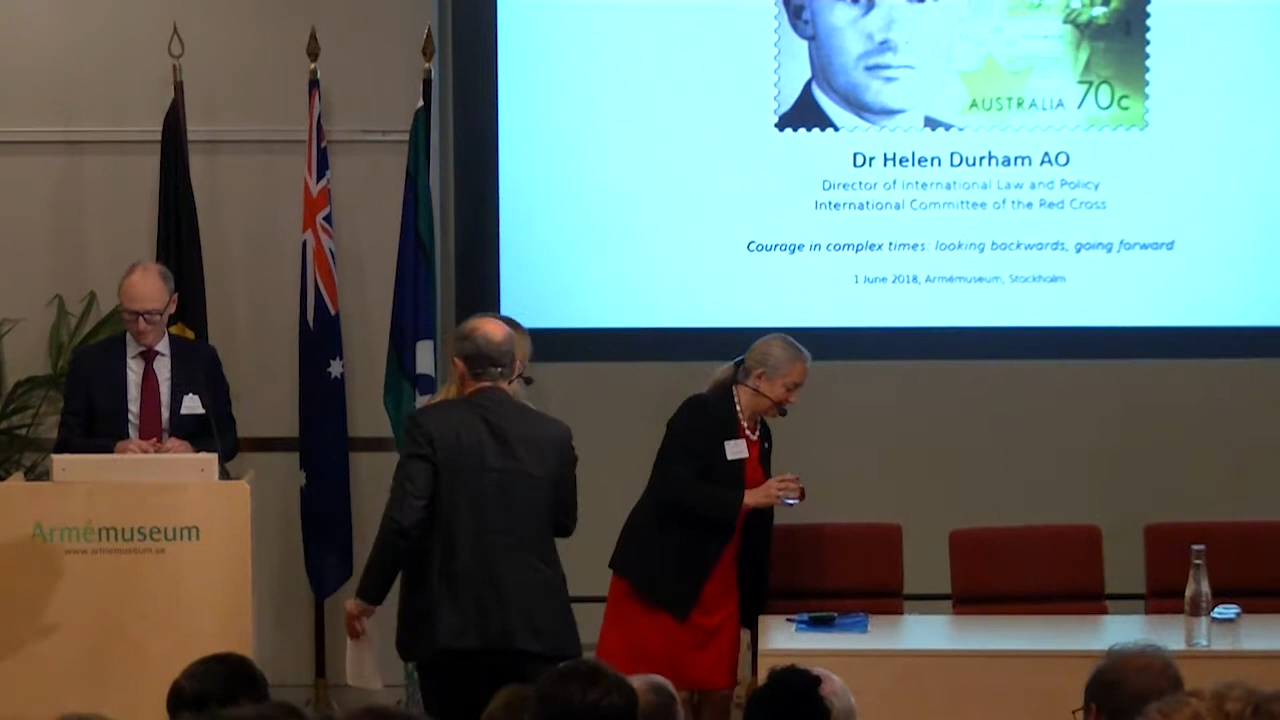 AUSTRALIA 70c
Dr Helen Durham AO
Director of International Law and Policy
International Committee of the Red Cross
Courage in complex times: looking backwards, going forward
1 June 2018, Armémuseum, Stockholm
Armémuseum
www.armemuseum.se